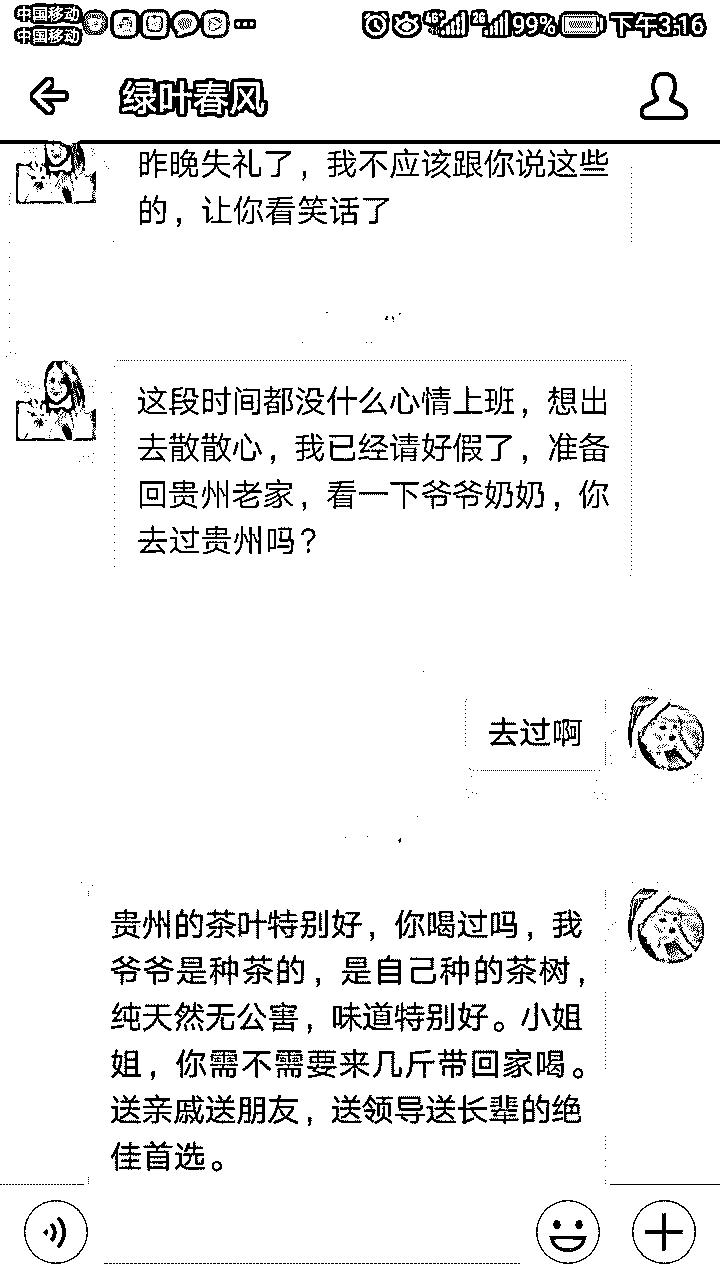 中国移动
中国移动
4G 2G 99% 下午3:16
绿叶春风
昨晚失礼了，我不应该跟你说这些
的，让你看笑话了
这段时间都没什么心情上班，想出
去散散心，我已经请好假了，准备
回贵州老家，看一下爷爷奶奶，你
去过贵州吗？
去过啊
贵州的茶叶特别好，你喝过吗，我
爷爷是种茶的，是自己种的茶树，
纯天然无公害，味道特别好。小姐
姐，你需不需要来几斤带回家喝。
送亲戚送朋友，送领导送长辈的绝
佳首选。